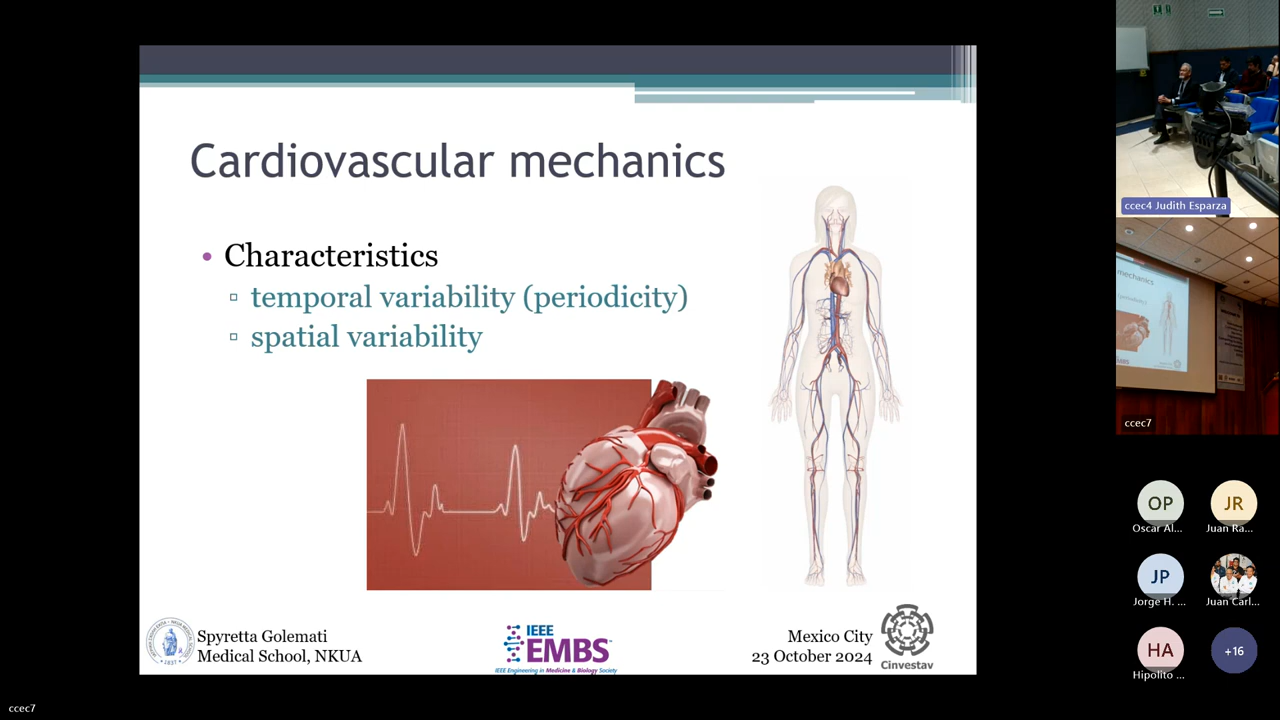 Cardiovascular mechanics
• Characteristics
▫ temporal variability (periodicity)
▫ spatial variability
Spyretta Golemati
Medical School, NKUA
IEEE
EMBS
IEEE Engineering in Medicine & Biology Society
Mexico City
23 October 2024
Cinvestav
ccec4 Judith Esparza
mechanics
ccec7
OP
Oscar Al...
JR
Juan Ra...
JP
Jorge H. ...
Juan Carl...
HA
Hipolito ...
+16
ccec7